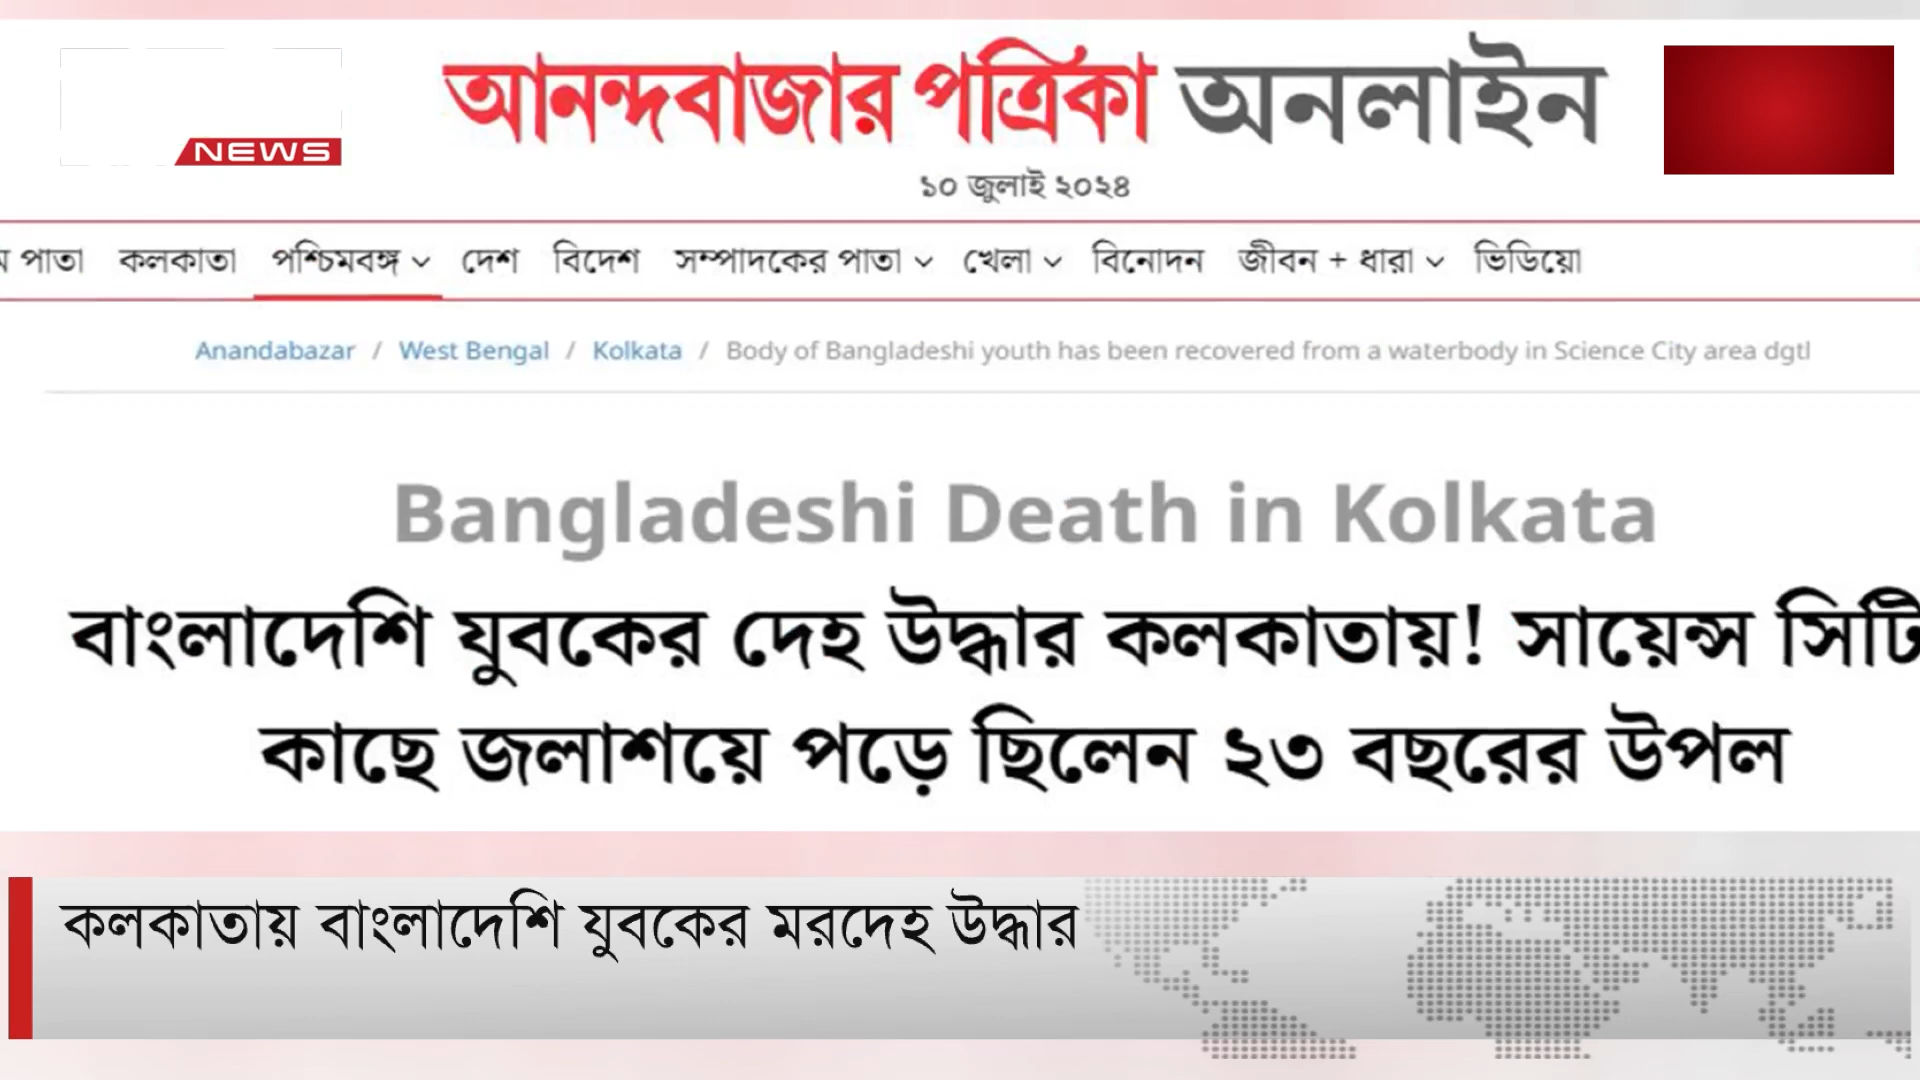 আনন্দবাজার পত্রিকা অনলাইন
NEWS
১০ জুলাই ২০২৪
পাতা কলকাতা পশ্চিমবঙ্গ দেশ বিদেশ সম্পাদকের পাতা খেলা বিনোদন জীবন + ধারা ভিডিয়ো
Anandabazar / West Bengal / Kolkata / Body of Bangladeshi youth has been recovered from a waterbody in Science City area dgtl
Bangladeshi Death in Kolkata
বাংলাদেশি যুবকের দেহ উদ্ধার কলকাতায়! সায়েন্স সিটি
কাছে জলাশয়ে পড়ে ছিলেন ২৩ বছরের উপল
কলকাতায় বাংলাদেশি যুবকের মরদেহ উদ্ধার